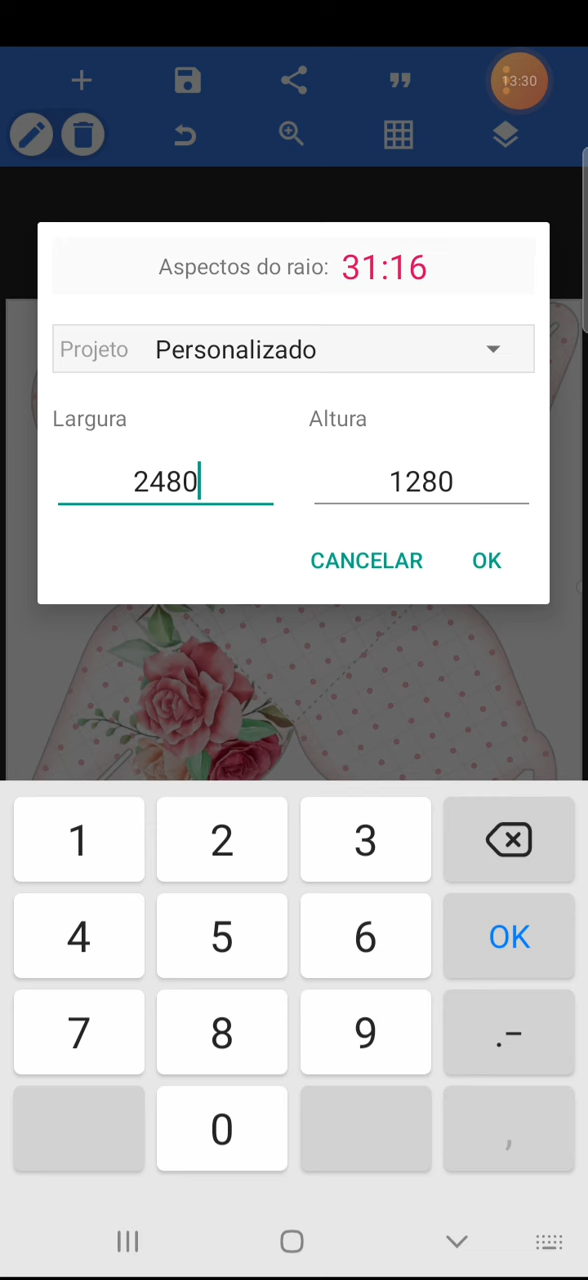 13:30
Aspectos do raio: 31:16
Projeto Personalizado
Largura Altura
2480 1280
CANCELAR OK
1 2 3
4 5 6 OK
7 8 9 .-
0 ,